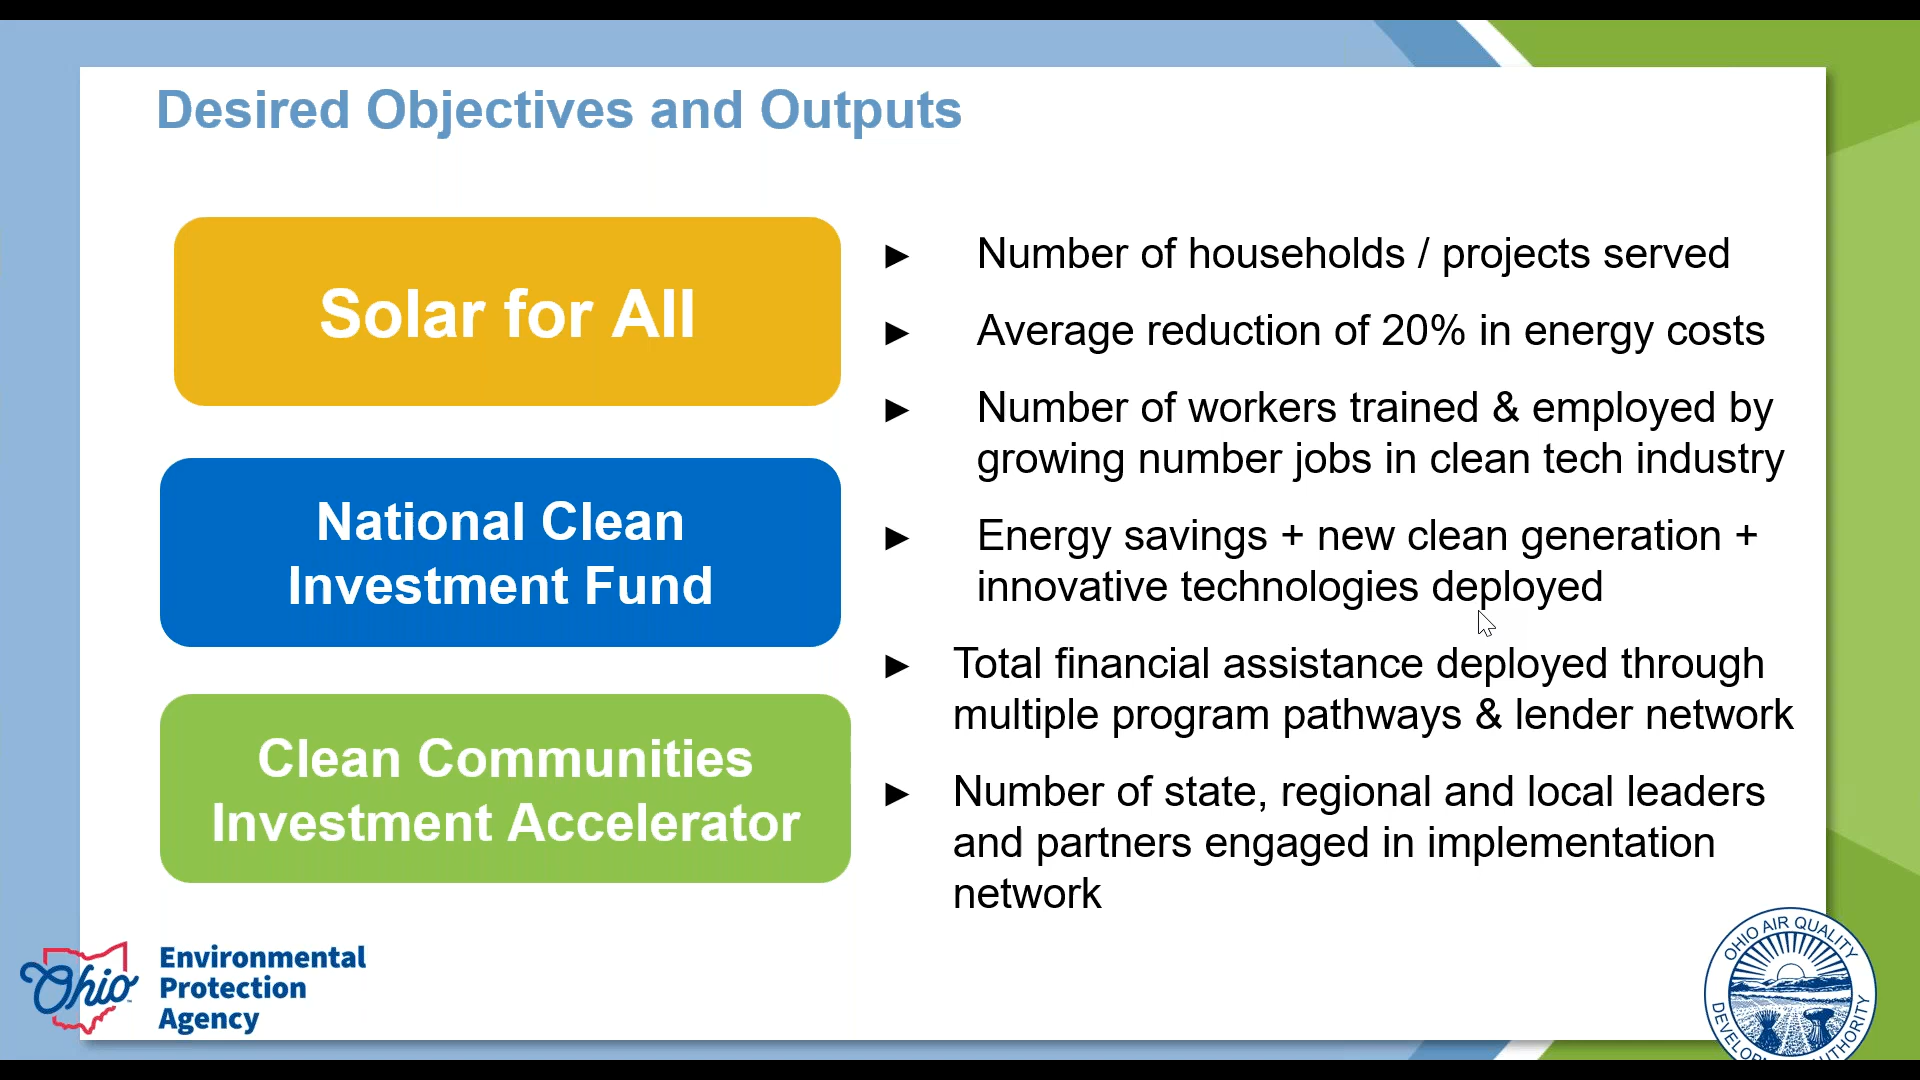 Desired Objectives and Outputs
Solar for All
National Clean
Investment Fund
Clean Communities
Investment Accelerator
► Number of households / projects served
► Average reduction of 20% in energy costs
► Number of workers trained & employed by
growing number jobs in clean tech industry
► Energy savings + new clean generation +
innovative technologies deployed
► Total financial assistance deployed through
multiple program pathways & lender network
► Number of state, regional and local leaders
and partners engaged in implementation
network
Ohio
Environmental
Protection
Agency
OHIO AIR QUALITY